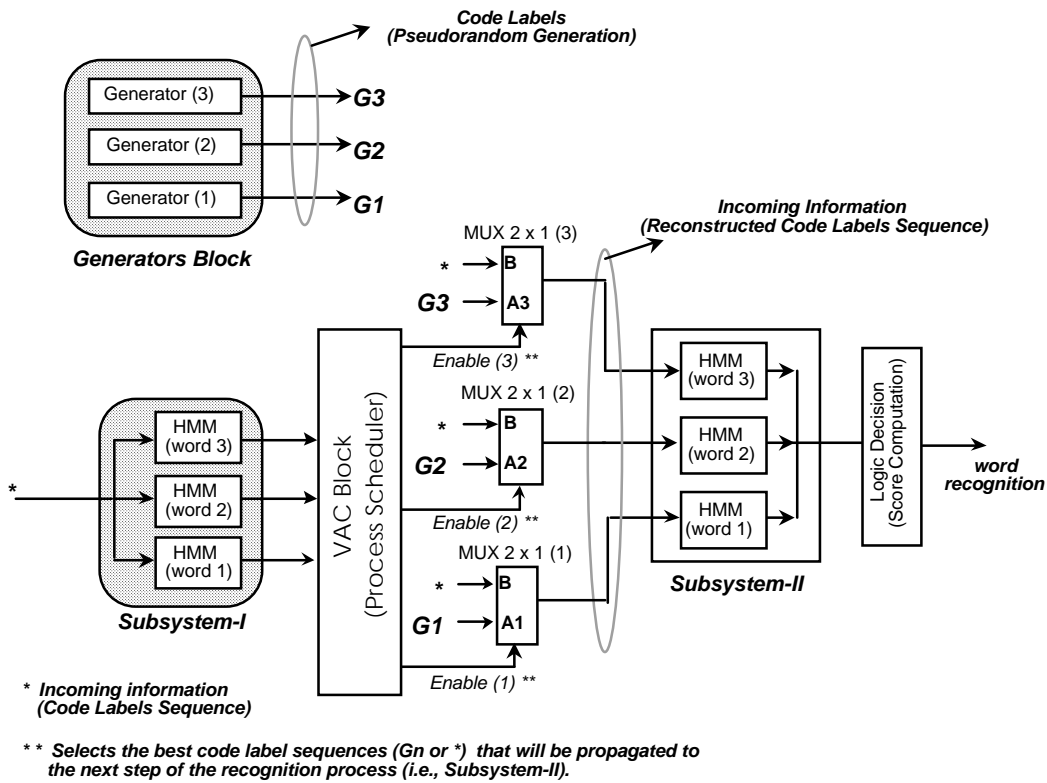 Code Labels
(Pseudorandom Generation)
Generator (3)
G3
Generator (2)
G2
Generator (1)
G1
Generators Block
Incoming Information
(Reconstructed Code Labels Sequence)
MUX 2 x 1 (3)
*
B
G3
A3
Enable (3) **
MUX 2 x 1 (2)
*
B
G2
A2
Enable (2) **
MUX 2 x 1 (1)
*
B
G1
A1
Enable (1) **
VAC Block
(Process Scheduler)
*
HMM
(word 3)
HMM
(word 2)
HMM
(word 1)
Subsystem-I
HMM
(word 3)
HMM
(word 2)
HMM
(word 1)
Subsystem-II
Logic Decision
(Score Computation)
word
recognition
* Incoming information
(Code Labels Sequence)
* * Selects the best code label sequences (Gn or *) that will be propagated to
the next step of the recognition process (i.e., Subsystem-II).